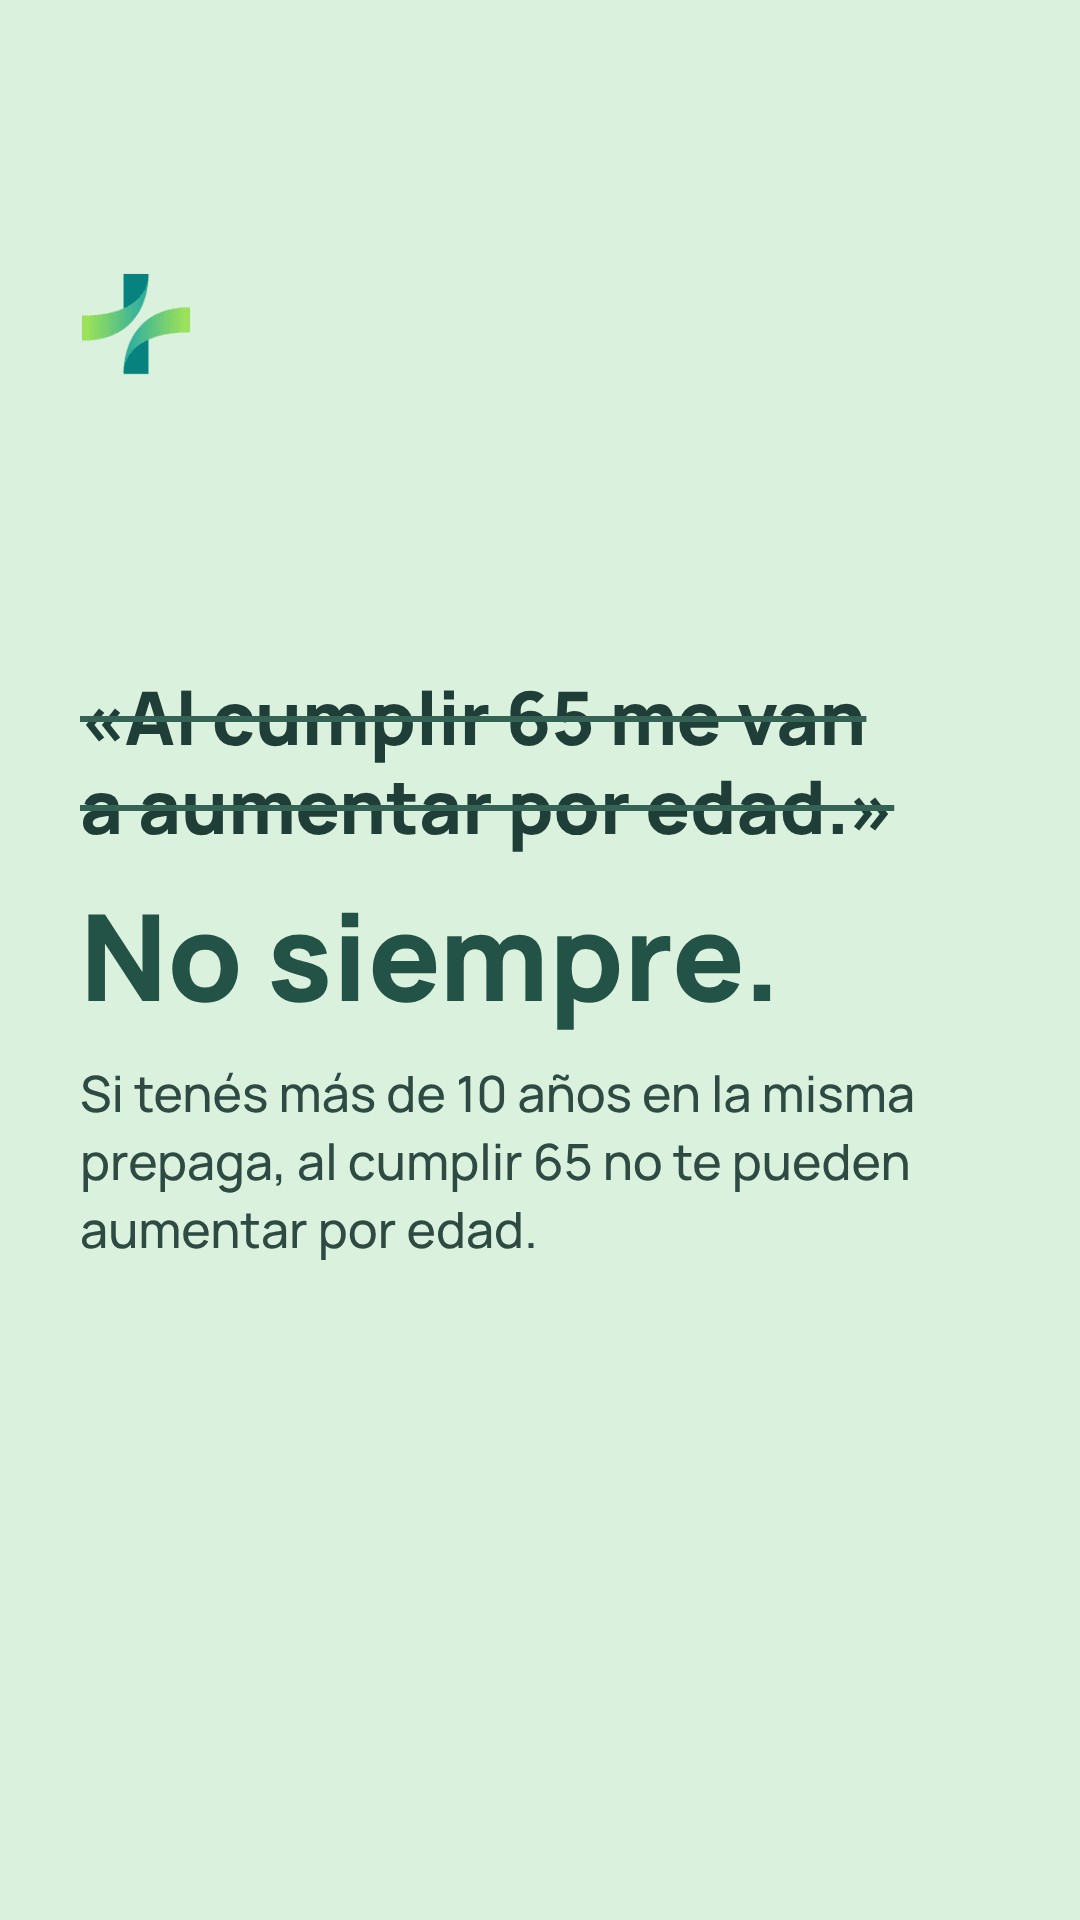 «Al cumplir 65 me van
a aumentar por edad.»
No siempre.
Si tenés más de 10 años en la misma
prepaga, al cumplir 65 no te pueden
aumentar por edad.